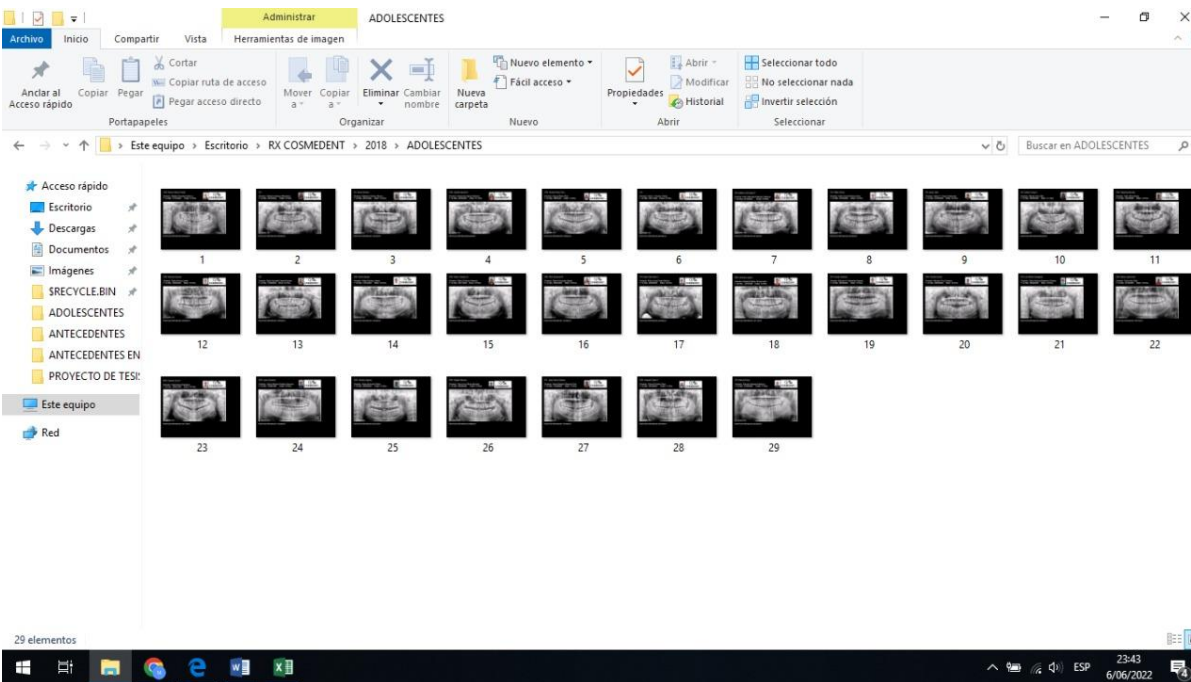 Administrar
ADOLESCENTES
Archivo Inicio Compartir Vista Herramientas de imagen
Anclar al Acceso rápido
Copiar
Pegar
Cortar
Copiar ruta de acceso
Pegar acceso directo
Portapapeles
Mover a
Copiar a
Eliminar
Cambiar nombre
Organizar
Nueva carpeta
Nuevo elemento
Fácil acceso
Nuevo
Propiedades
Abrir
Modificar
Historial
Abrir
Seleccionar todo
No seleccionar nada
Invertir selección
Seleccionar
Este equipo > Escritorio > RX COSMEDENT > 2018 > ADOLESCENTES
Buscar en ADOLESCENTES
Acceso rápido
Escritorio
Descargas
Documentos
Imágenes
$RECYCLE.BIN
ADOLESCENTES
ANTECEDENTES
ANTECEDENTES EN
PROYECTO DE TESI
Este equipo
Red
1 2 3 4 5 6 7 8 9 10 11
12 13 14 15 16 17 18 19 20 21 22
23 24 25 26 27 28 29
29 elementos
ESP
23:43
6/06/2022
4